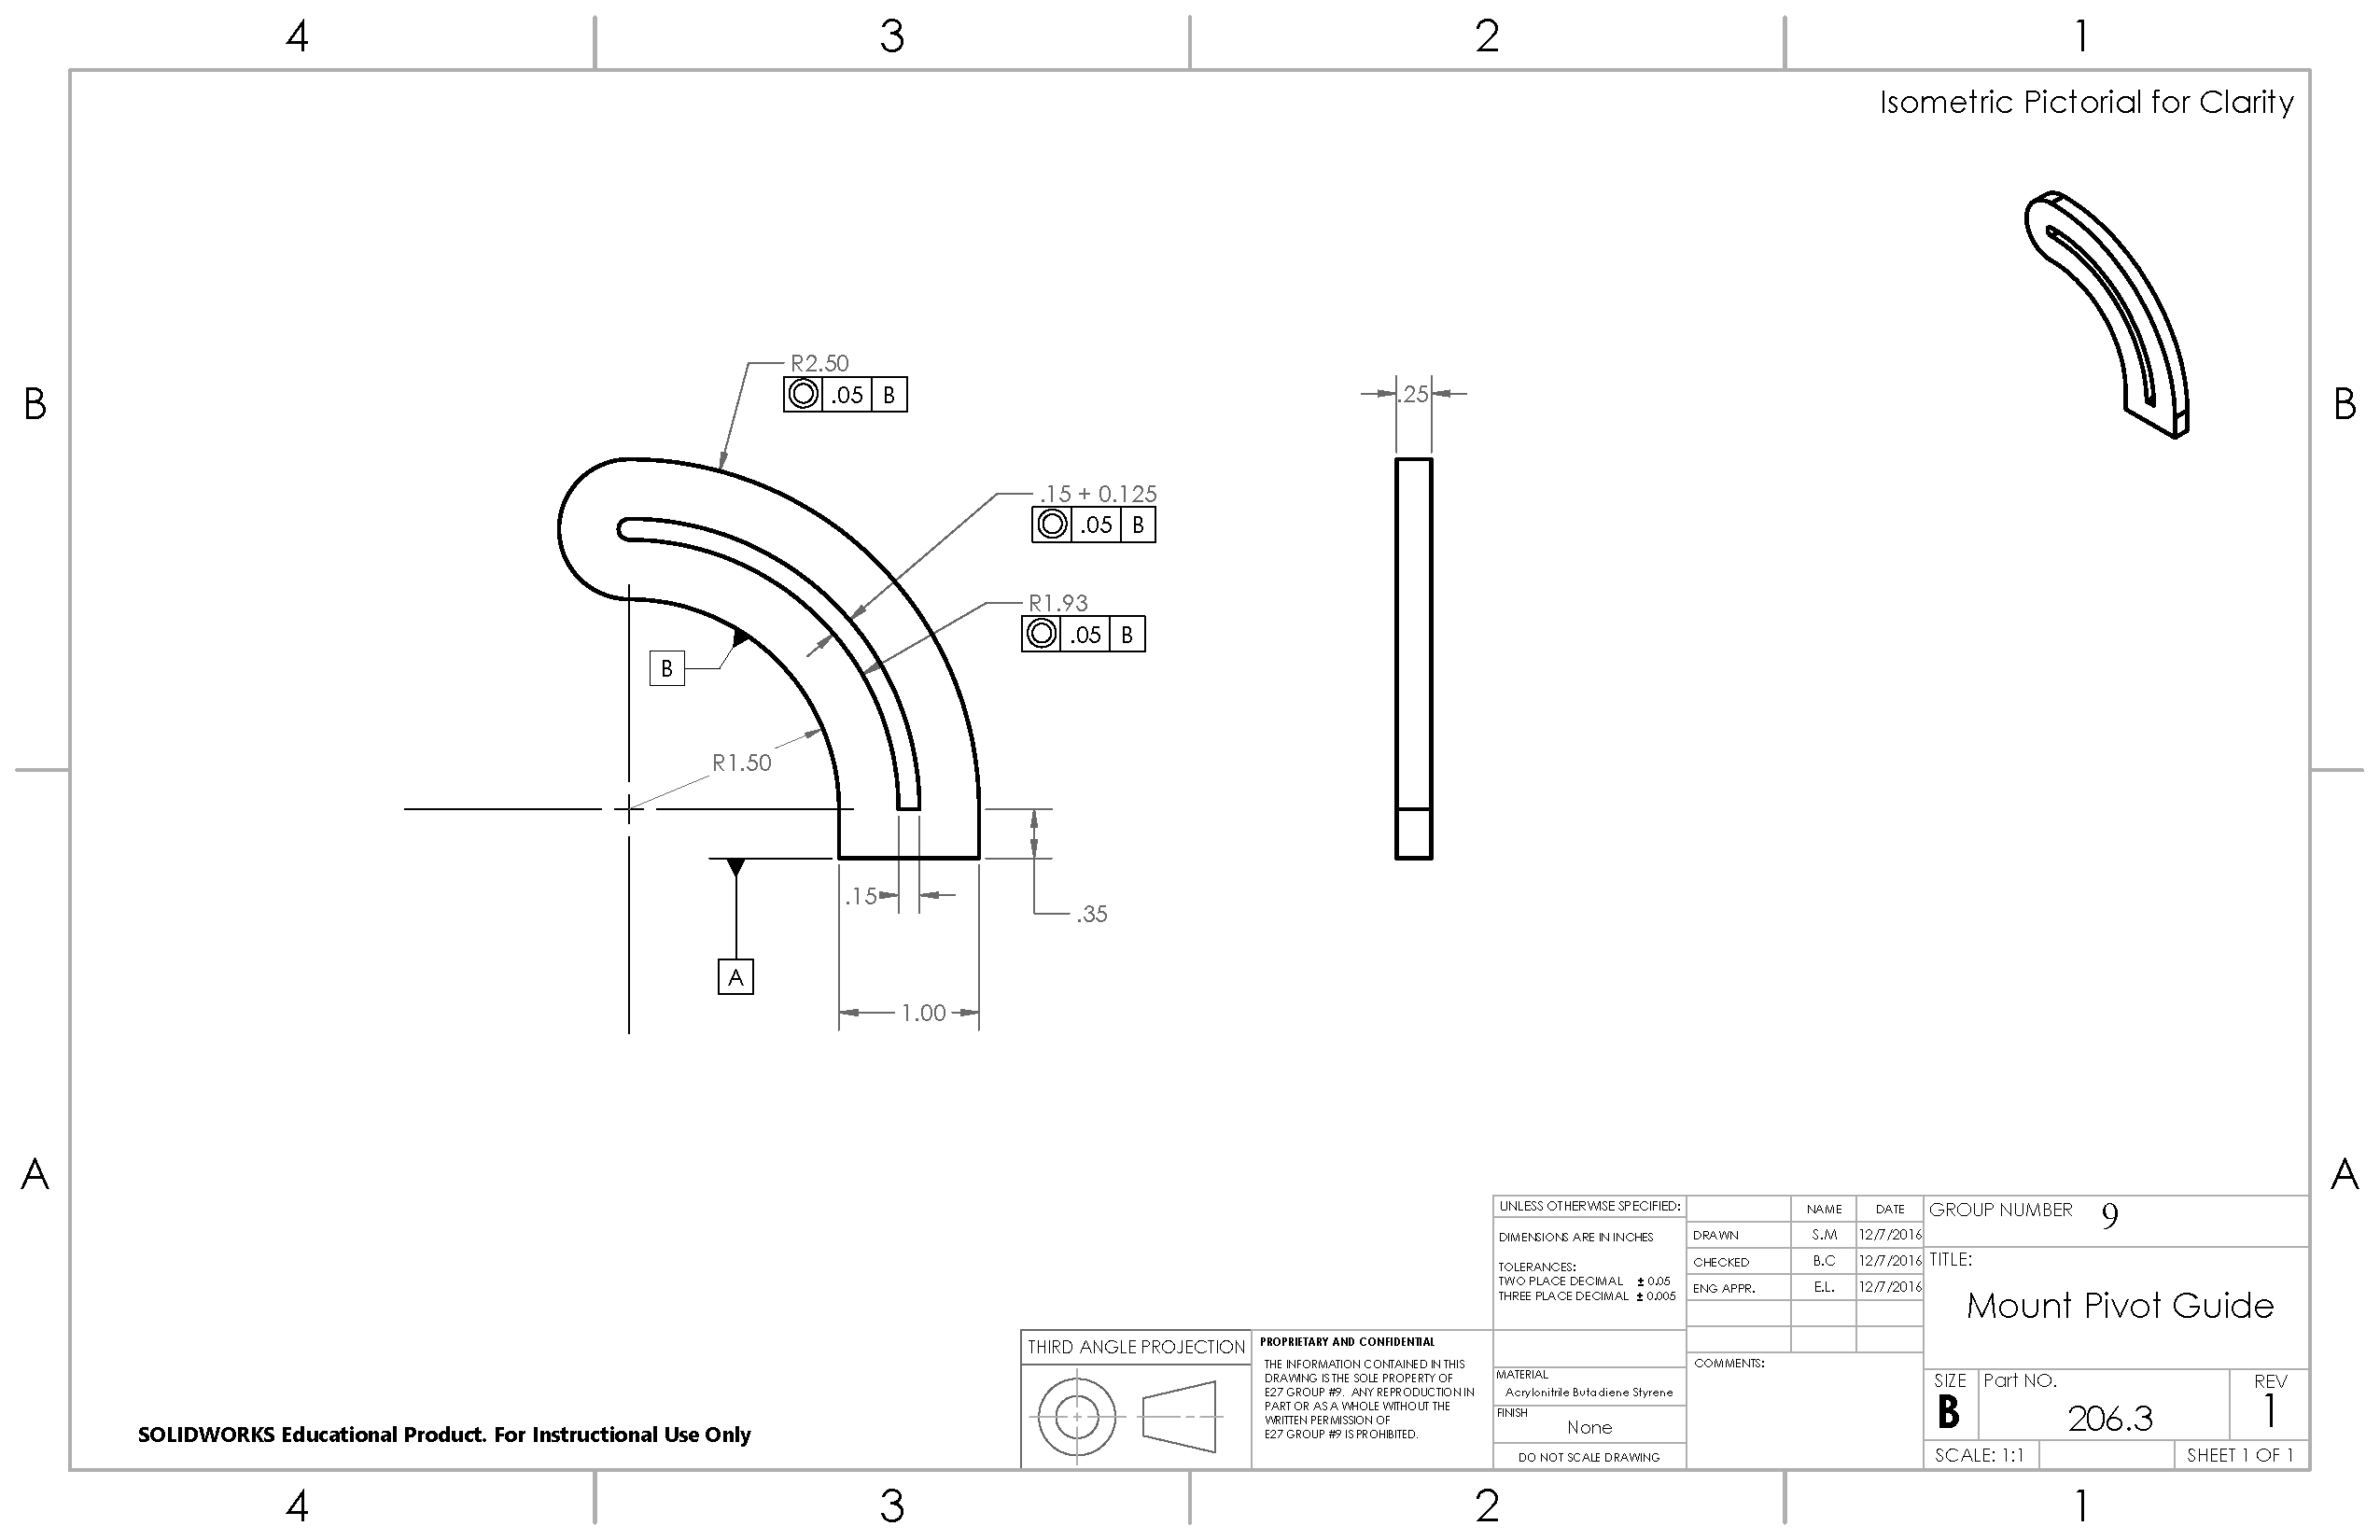 4 3 2 1
Isometric Pictorial for Clarity
R2.50
◎ .05 B
.25
B B
.15 + 0.125
◎ .05 B
R1.93
◎ .05 B
B
R1.50
.15
.35
A
1.00
A A
UNLESS OTHERWISE SPECIFIED:
DIMENSIONS ARE IN INCHES
TOLERANCES:
TWO PLACE DECIMAL ± 0.05
THREE PLACE DECIMAL ± 0.005
NAME DATE
DRAWN S.M 12/7/2016
CHECKED B.C 12/7/2016
ENG APPR. E.L. 12/7/2016
COMMENTS:
GROUP NUMBER 9
TITLE:
Mount Pivot Guide
THIRD ANGLE PROJECTION
PROPRIETARY AND CONFIDENTIAL
THE INFORMATION CONTAINED IN THIS
DRAWING IS THE SOLE PROPERTY OF
E27 GROUP #9. ANY REPRODUCTION IN
PART OR AS A WHOLE WITHOUT THE
WRITTEN PERMISSION OF
E27 GROUP #9 IS PROHIBITED.
MATERIAL
Acrylonitrile Butadiene Styrene
FINISH
None
DO NOT SCALE DRAWING
SIZE Part NO. REV
B 206.3 1
SCALE: 1:1 SHEET 1 OF 1
SOLIDWORKS Educational Product. For Instructional Use Only
4 3 2 1